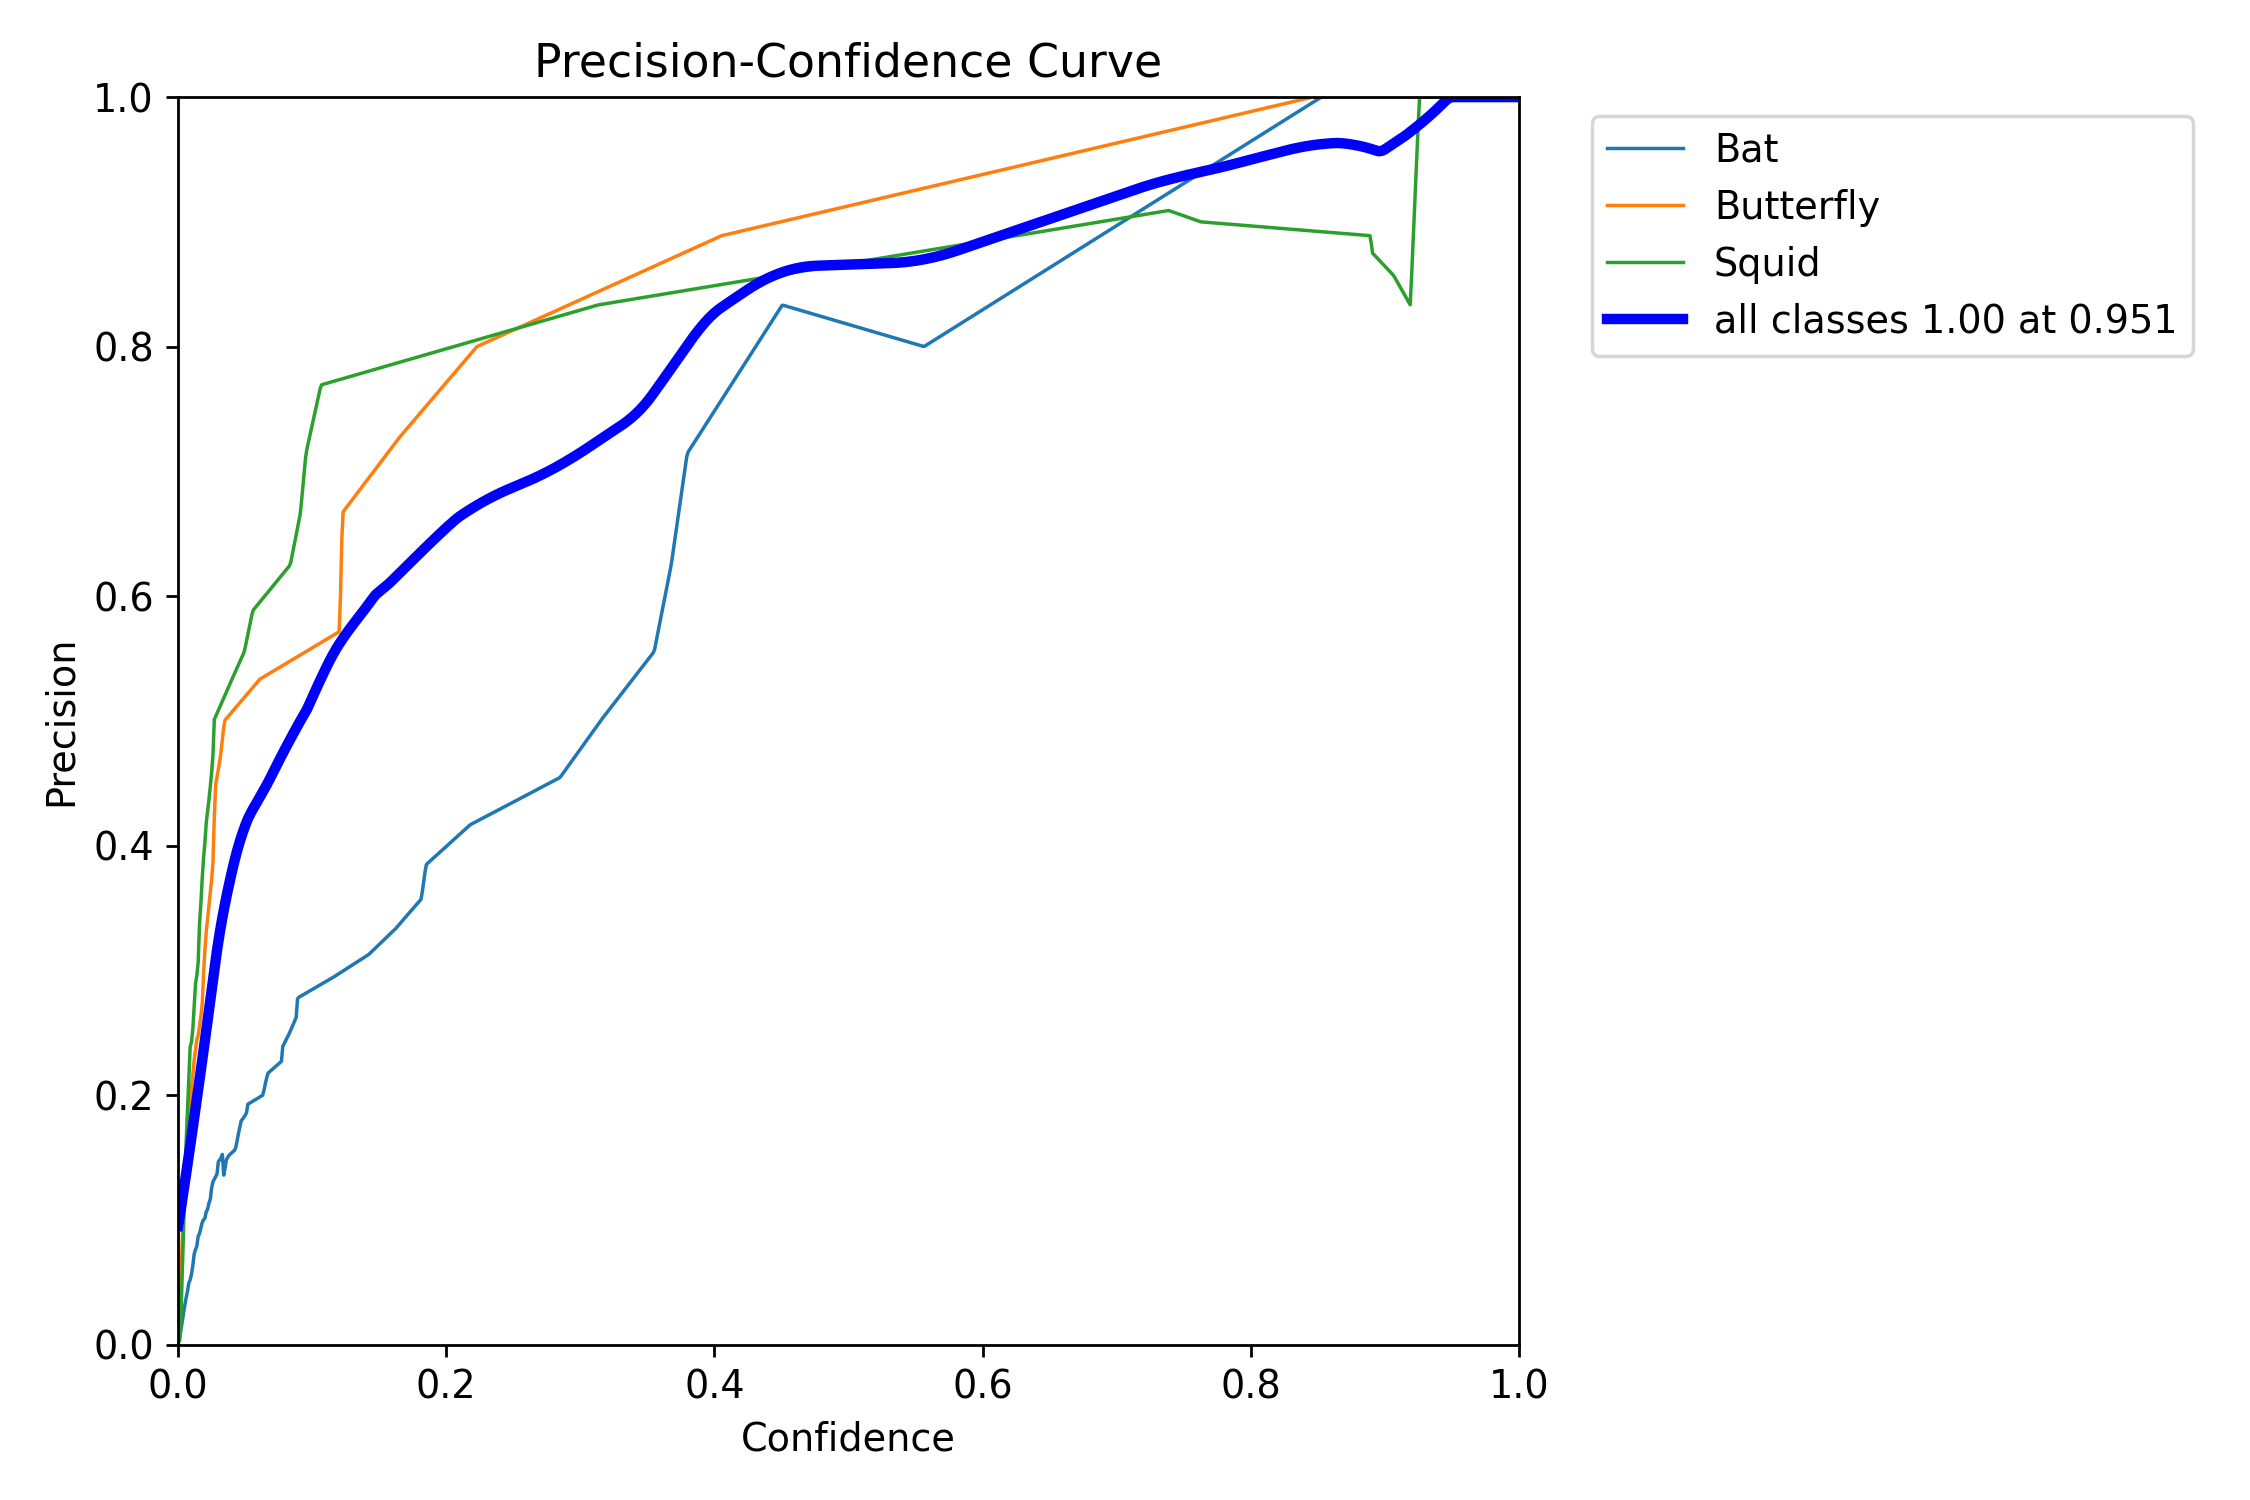 Precision-Confidence Curve
1.0
0.8
0.6
0.4
0.2
0.0
Precision
0.0 0.2 0.4 0.6 0.8 1.0
Confidence
Bat
Butterfly
Squid
all classes 1.00 at 0.951